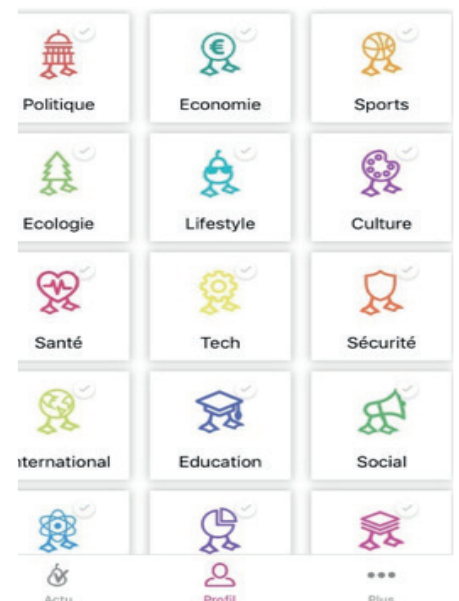 Politique Economie Sports
Ecologie Lifestyle Culture
Santé Tech Sécurité
nternational Education Social
Actu Profil Plus